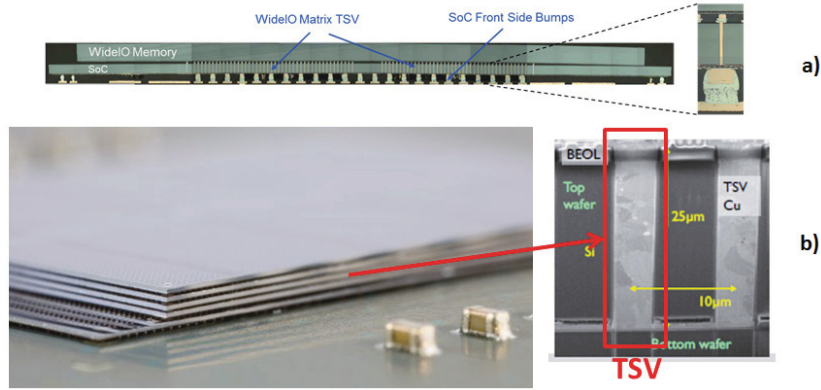 WideIO Matrix TSV
SoC Front Side Bumps
WideIO Memory
SoC
a)
BEOL
Top
wafer
TSV
Cu
25µm
Si
b)
10µm
Bottom wafer
TSV